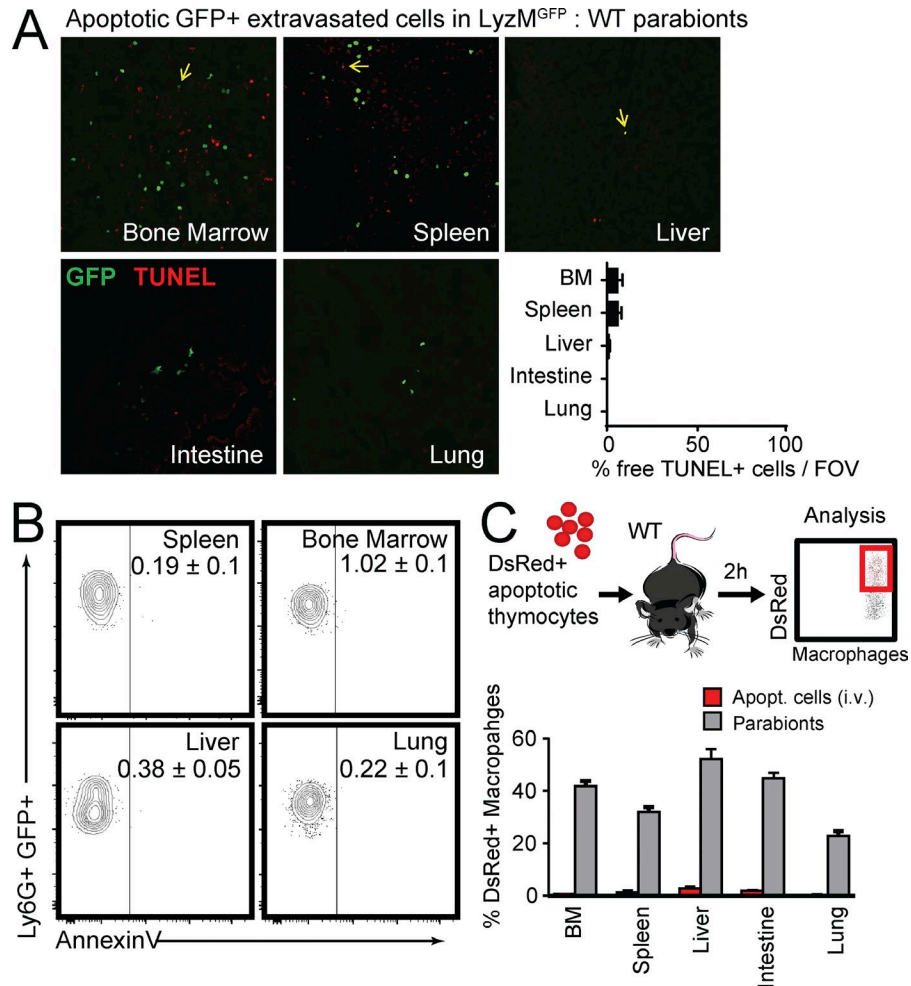 A
Apoptotic GFP+ extravasated cells in LyzMGFP : WT parabionts
Bone Marrow
Spleen
Liver
GFP TUNEL
Intestine
Lung
BM
Spleen
Liver
Intestine
Lung
0 50 100
% free TUNEL+ cells / FOV
B
Spleen
0.19 ± 0.1
Bone Marrow
1.02 ± 0.1
Liver
0.38 ± 0.05
Lung
0.22 ± 0.1
Ly6G+ GFP+
AnnexinV
C
DsRed+
apoptotic
thymocytes
WT
2h
Analysis
DsRed
Macrophages
Apopt. cells (i.v.)
Parabionts
% DsRed+ Macropahges
60
40
20
0
BM
Spleen
Liver
Intestine
Lung